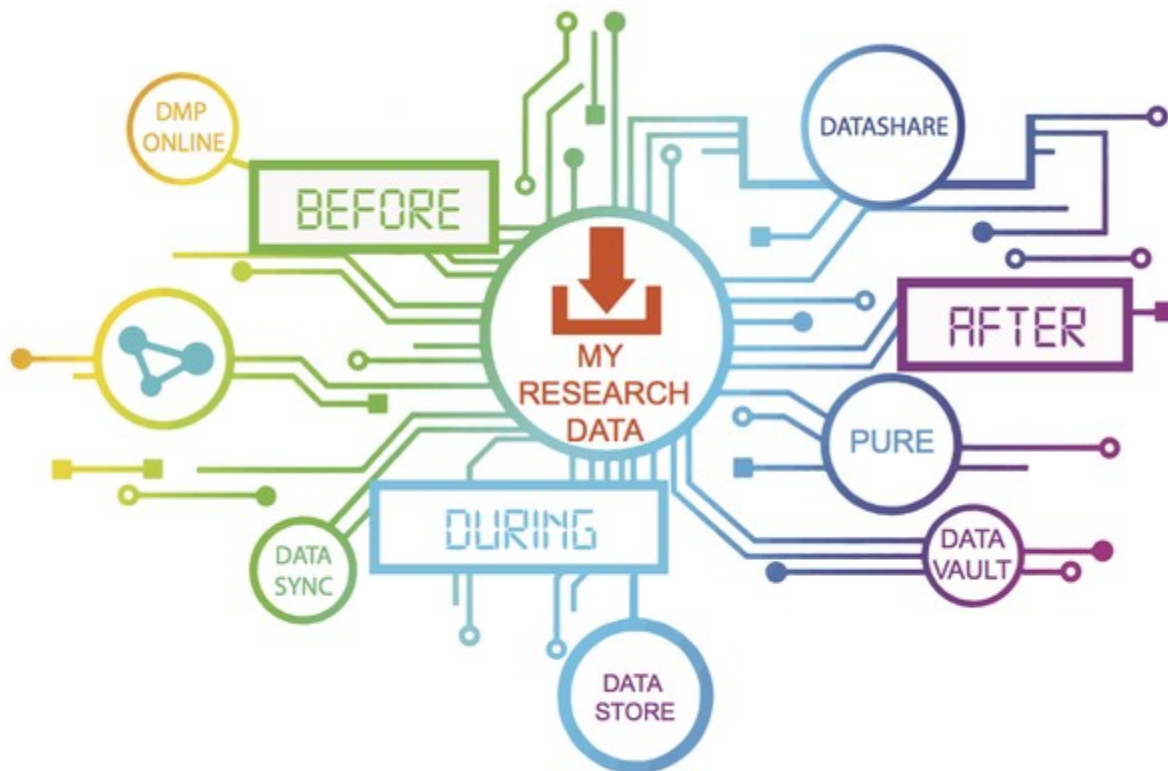 DMP
ONLINE
BEFORE
DATASHARE
MY
RESEARCH
DATA
AFTER
PURE
DURING
DATA
SYNC
DATA
VAULT
DATA
STORE